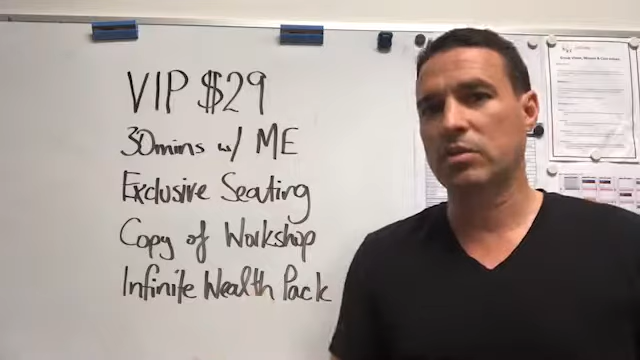 VIP $29
30mins w/ ME
Exclusive Seating
Copy of Workshop
Infinite Wealth Pack